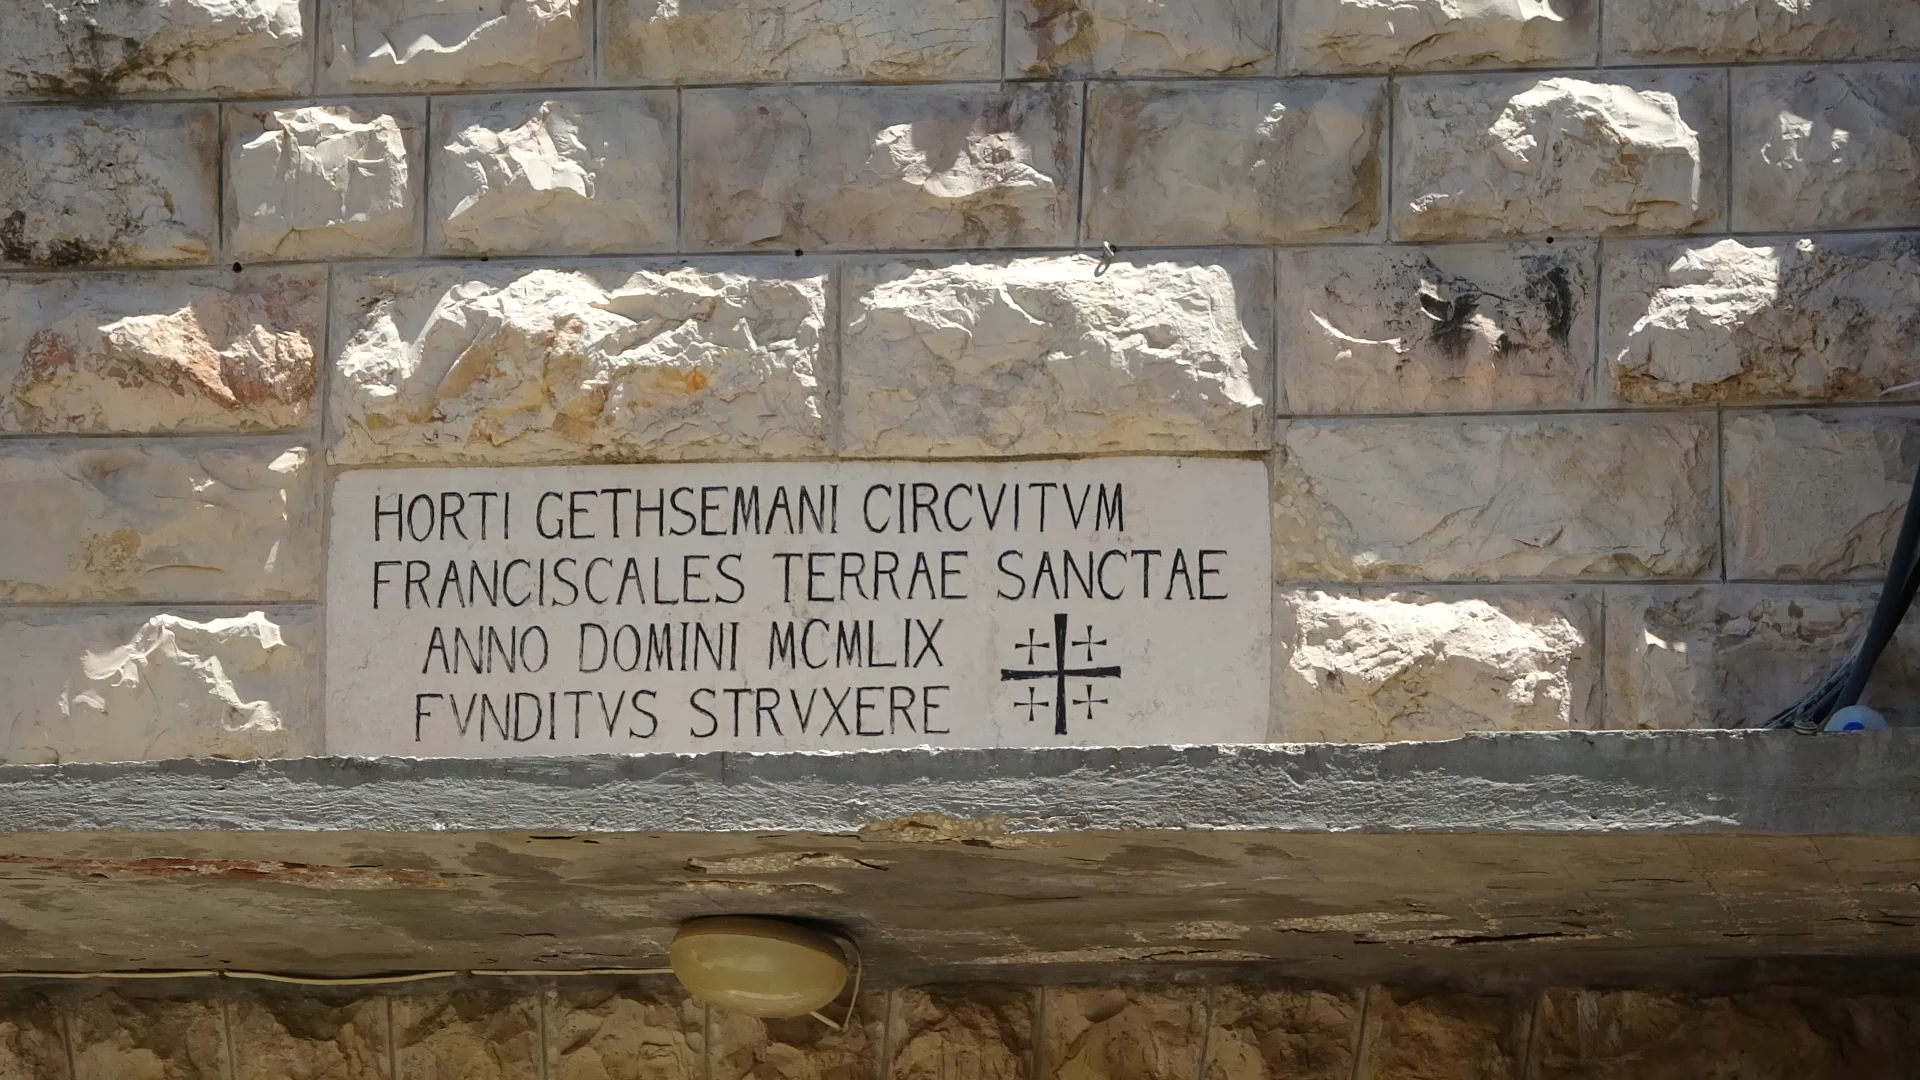 HORTI GETHSEMANI CIRCVITVM
FRANCISCALES TERRAE SANCTAE
ANNO DOMINI MCMLIX
FVNDITVS STRVXERE